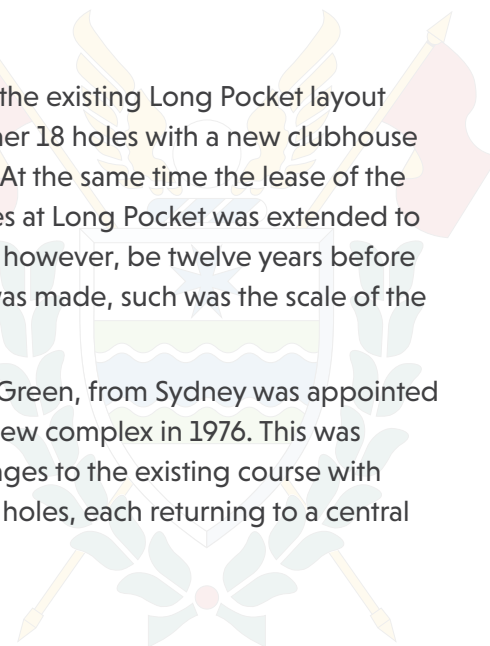 the existing Long Pocket layout
her 18 holes with a new clubhouse
At the same time the lease of the
es at Long Pocket was extended to
however, be twelve years before
was made, such was the scale of the
Green, from Sydney was appointed
ew complex in 1976. This was
nges to the existing course with
holes, each returning to a central